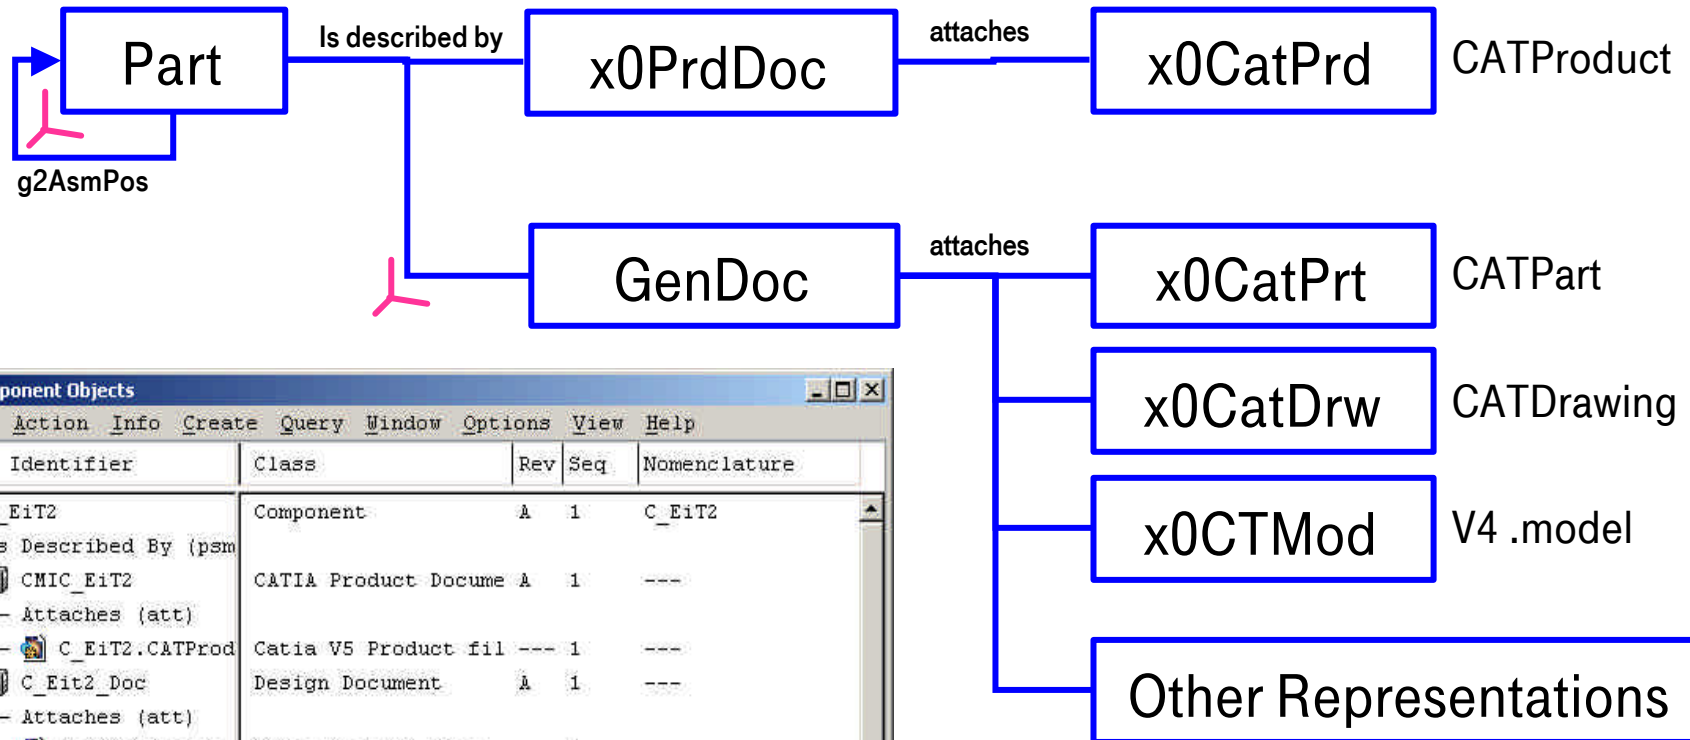 Part
Is described by
x0PrdDoc
attaches
x0CatPrd
CATProduct
g2AsmPos
GenDoc
attaches
x0CatPrt
CATPart
x0CatDrw
CATDrawing
x0CTMod
V4 .model
Other Representations
ponent Objects
Action Info Create Query Window Options View Help
Identifier Class Rev Seq Nomenclature
_EiT2 Component A 1 C_EiT2
s Described By (psm
CMIC_EiT2 CATIA Product Docume A 1 ---
- Attaches (att)
- C_EiT2.CATProd Catia V5 Product fil --- 1 ---
C_Eit2_Doc Design Document A 1 ---
- Attaches (att)